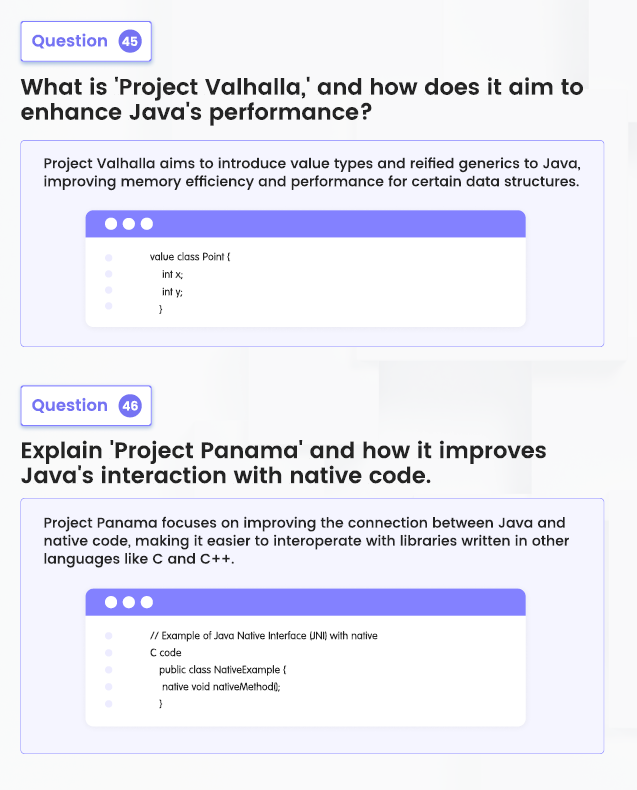 Question 45
What is 'Project Valhalla,' and how does it aim to
enhance Java's performance?
Project Valhalla aims to introduce value types and reified generics to Java,
improving memory efficiency and performance for certain data structures.
value class Point {
int x;
int y;
}
Question 46
Explain 'Project Panama' and how it improves
Java's interaction with native code.
Project Panama focuses on improving the connection between Java and
native code, making it easier to interoperate with libraries written in other
languages like C and C++.
// Example of Java Native Interface (JNI) with native
C code
public class NativeExample {
native void nativeMethod();
}